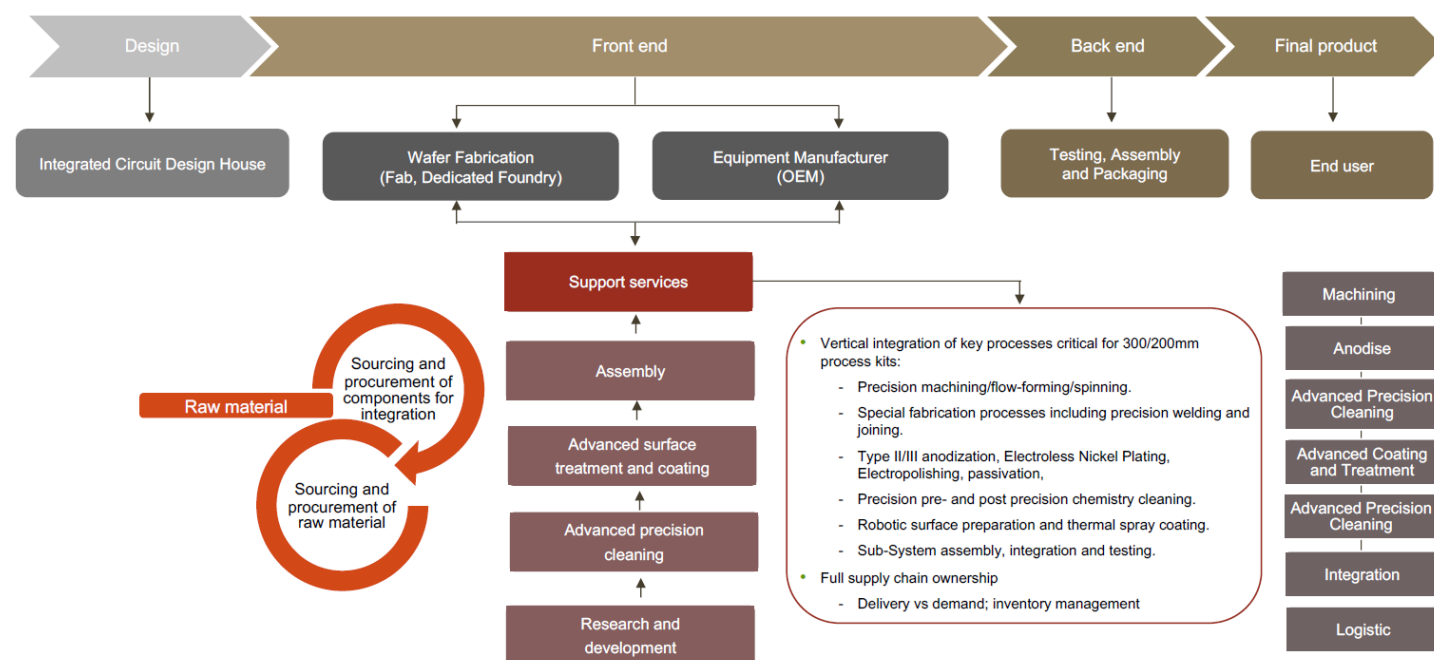 Design
Front end
Back end
Final product
Integrated Circuit Design House
Wafer Fabrication
(Fab, Dedicated Foundry)
Equipment Manufacturer
(OEM)
Testing, Assembly
and Packaging
End user
Support services
Assembly
Advanced surface
treatment and coating
Advanced precision
cleaning
Research and
development
Raw material
Sourcing and
procurement of
components for
integration
Sourcing and
procurement of
raw material
• Vertical integration of key processes critical for 300/200mm
process kits:
- Precision machining/flow-forming/spinning.
- Special fabrication processes including precision welding and
joining.
- Type II/III anodization, Electroless Nickel Plating,
Electropolishing, passivation,
- Precision pre- and post precision chemistry cleaning.
- Robotic surface preparation and thermal spray coating.
- Sub-System assembly, integration and testing.
• Full supply chain ownership
- Delivery vs demand; inventory management
Machining
Anodise
Advanced Precision
Cleaning
Advanced Coating
and Treatment
Advanced Precision
Cleaning
Integration
Logistic